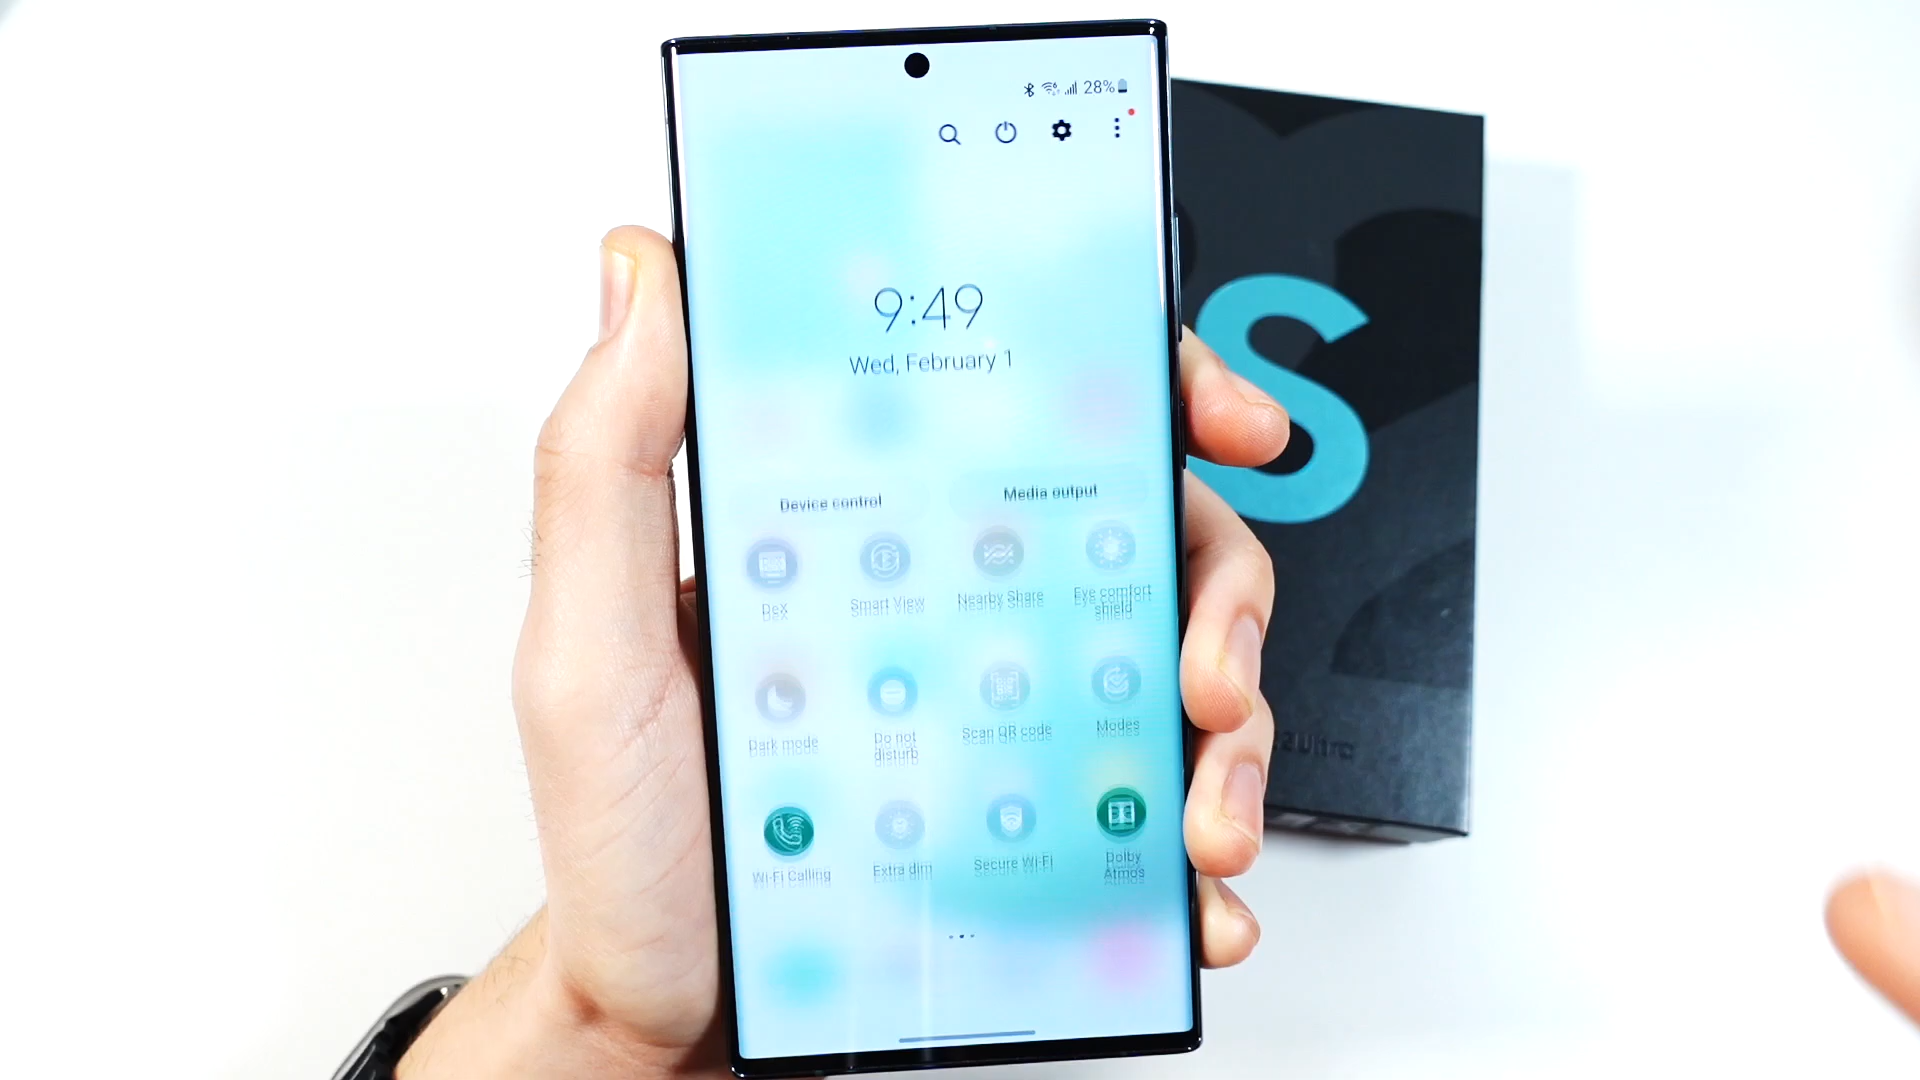 28%
9:49
Wed, February 1
Device control
Media output
DeX
Smart View
Nearby Share
Eye comfort
shield
Dark mode
Do not
disturb
Scan QR code
Modes
Wi-Fi Calling
Extra dim
Secure Wi-Fi
Dolby
Atmos
S
Ultra